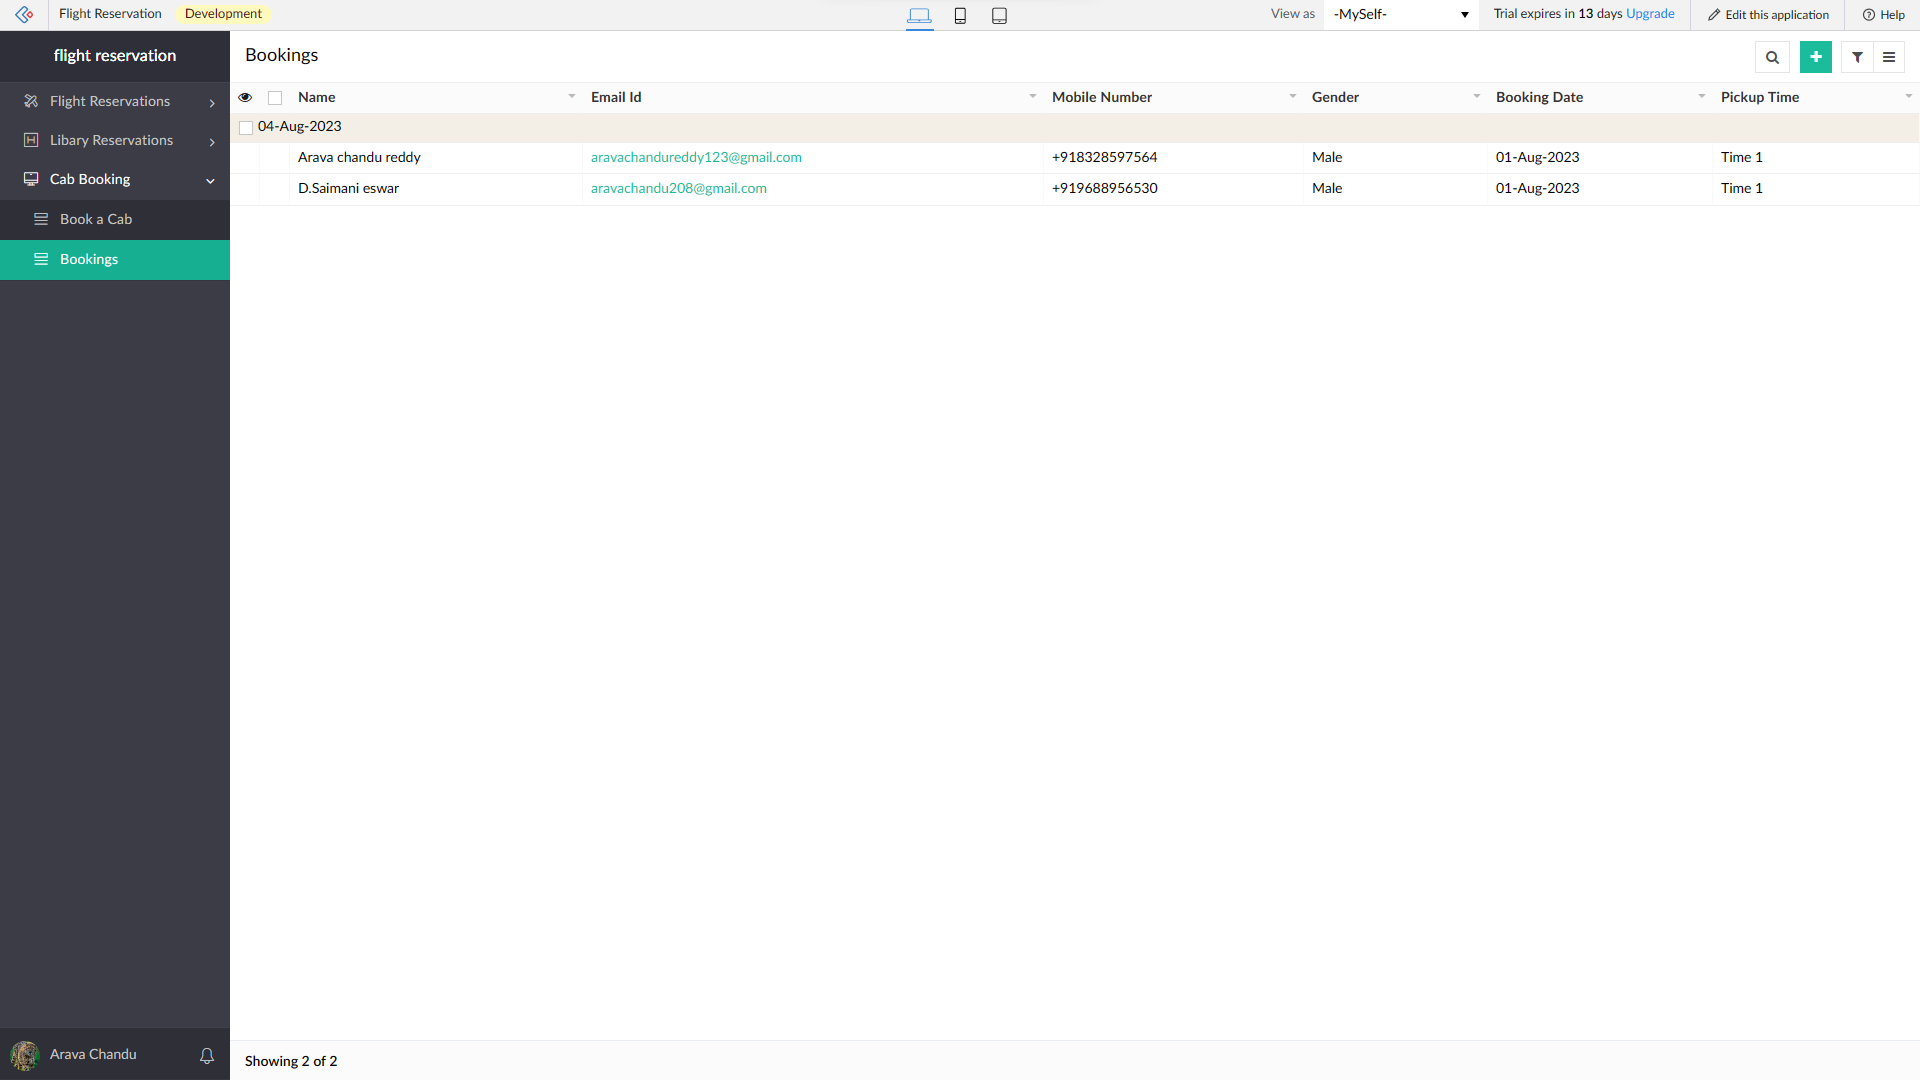 Flight Reservation Development View as -MySelf- Trial expires in 13 days Upgrade Edit this application Help
flight reservation
Flight Reservations
Libary Reservations
Cab Booking
Book a Cab
Bookings
Arava Chandu
Bookings
Name Email Id Mobile Number Gender Booking Date Pickup Time
04-Aug-2023
Arava chandu reddy aravachandureddy123@gmail.com +918328597564 Male 01-Aug-2023 Time 1
D.Saimani eswar aravachandu208@gmail.com +919688956530 Male 01-Aug-2023 Time 1
Showing 2 of 2